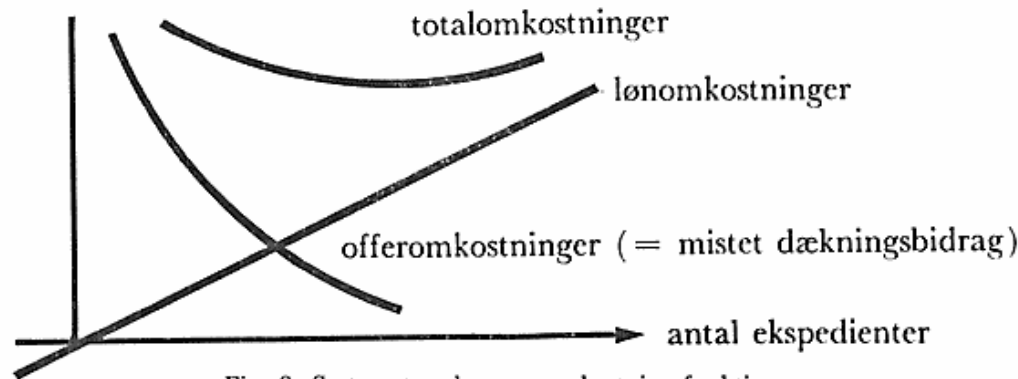 totalomkostninger
lønomkostninger
offeromkostninger (= mistet dækningsbidrag)
antal ekspedienter